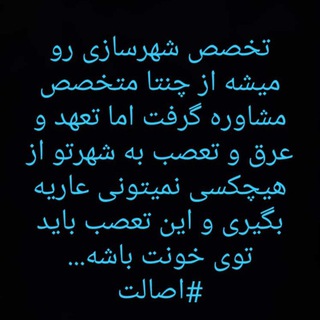 تخصص شهرسازی رو
میشه از چنتا متخصص
مشاوره گرفت اما تعهد و
عرق و تعصب به شهرتو از
هیچکسی نمیتونی عاریه
بگیری و این تعصب باید
توی خونت باشه...
#اصالت